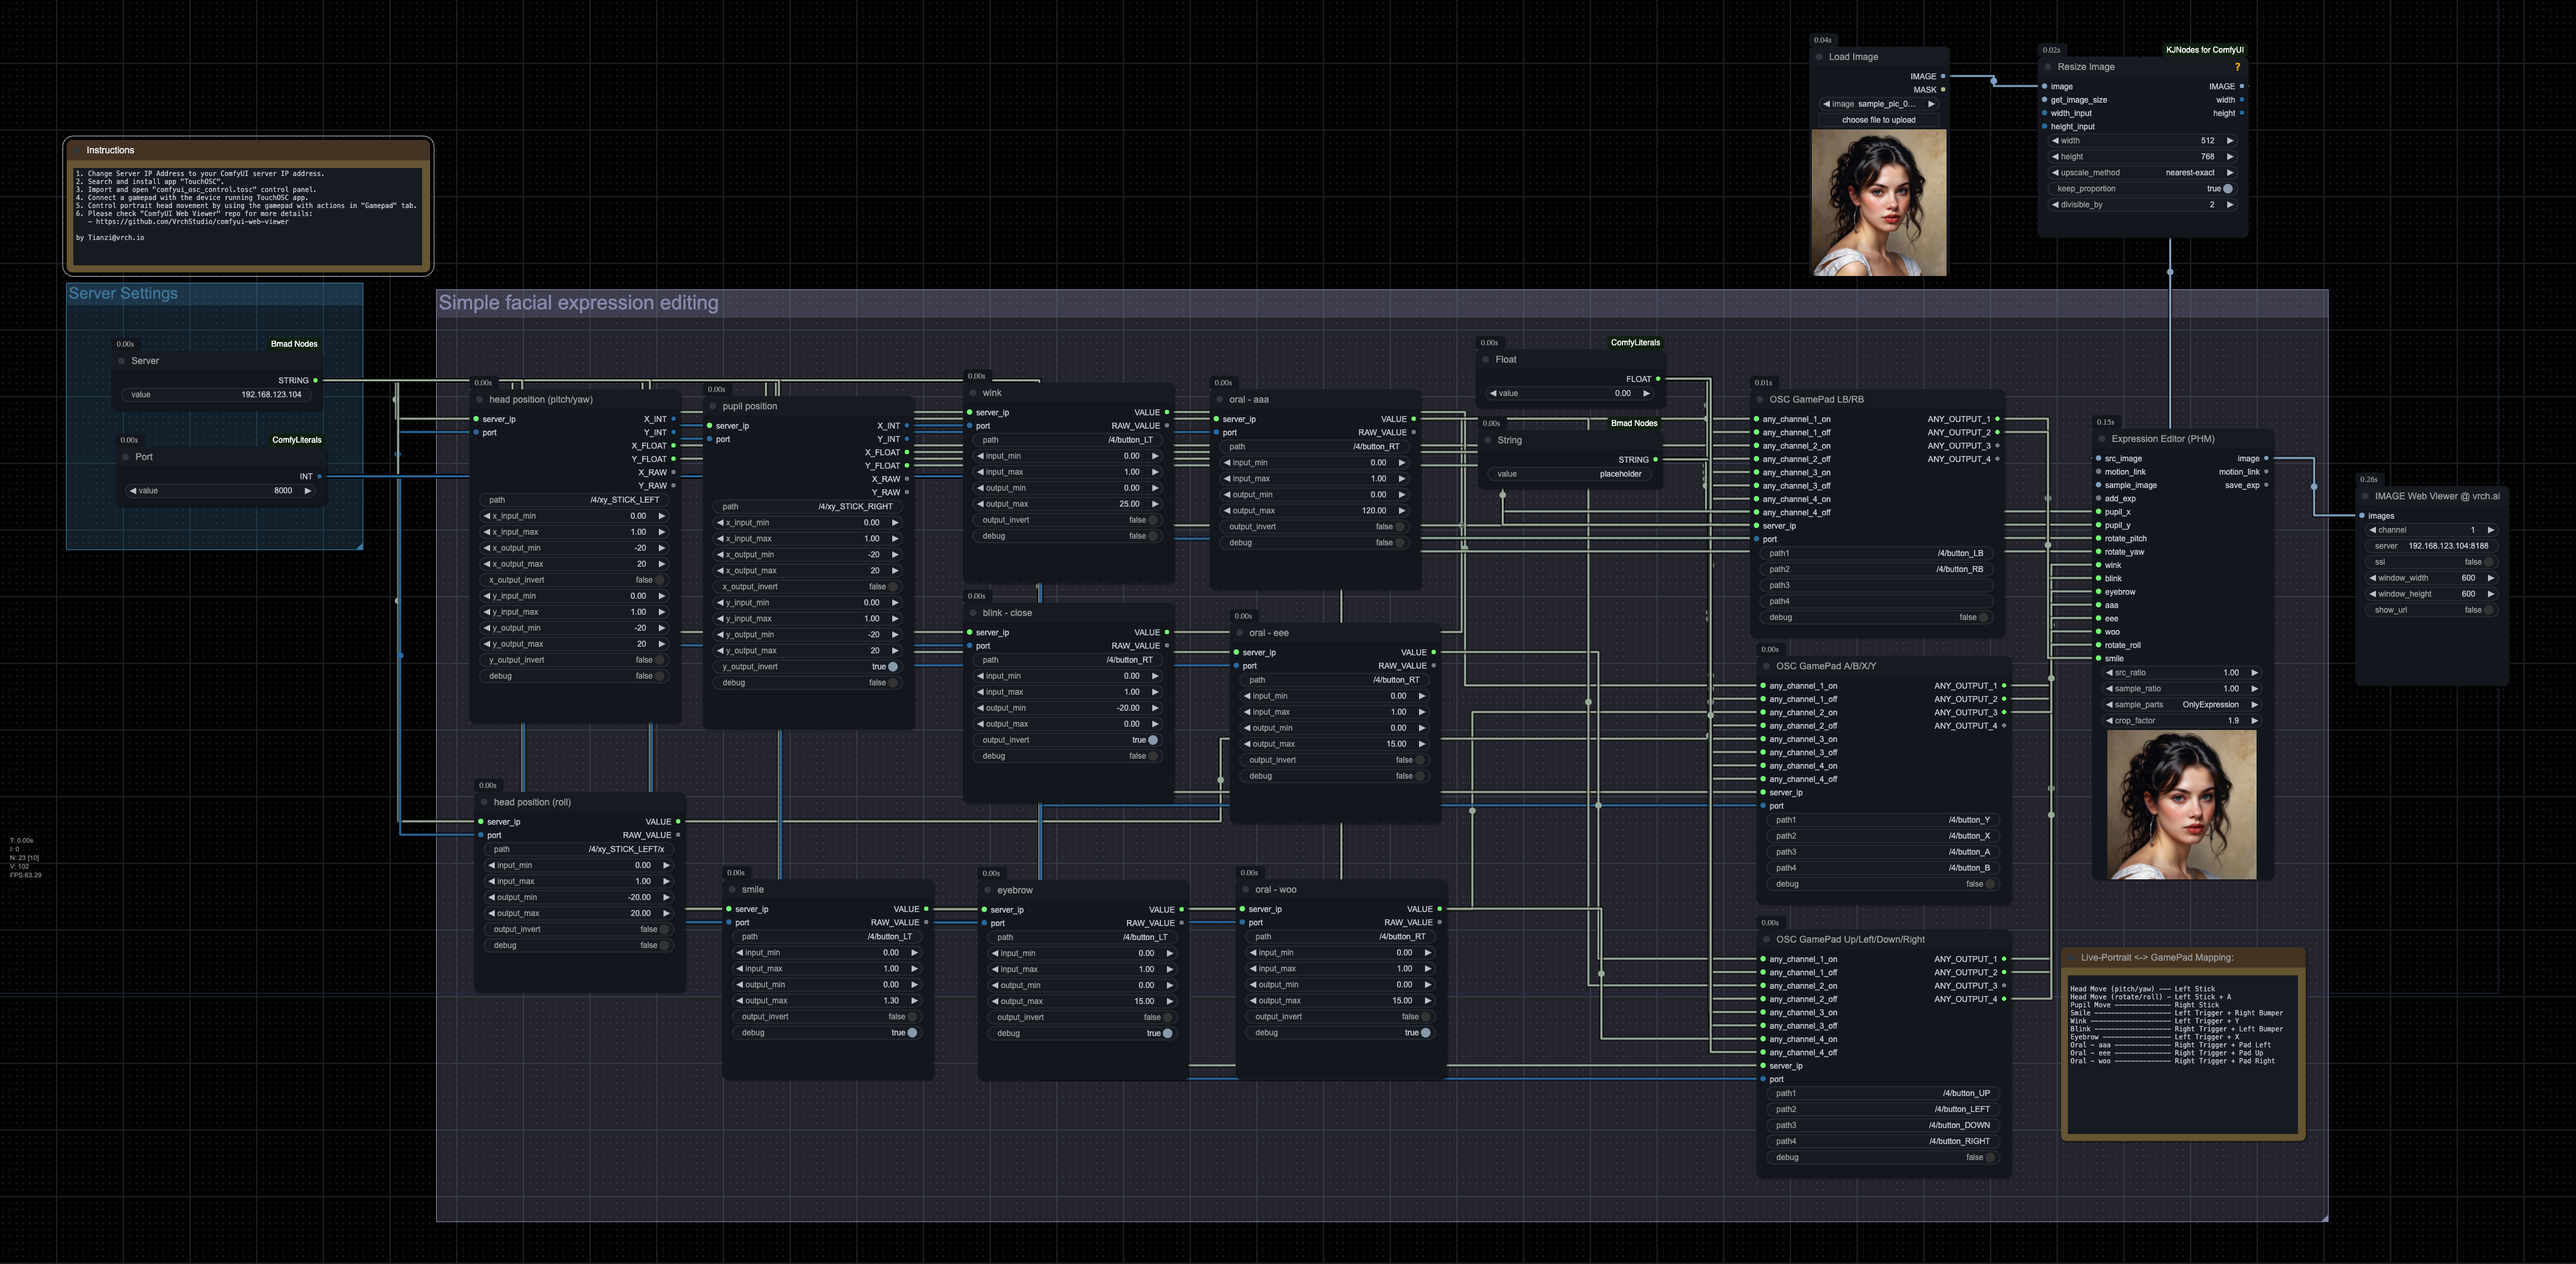 0.04s
Load Image
IMAGE
MASK
image sample_pic_0...
choose file to upload
0.02s
KJNodes for ComfyUI
Resize Image ?
image IMAGE
get_image_size width
width_input height
height_input
width 512
height 768
upscale_method nearest-exact
keep_proportion true
divisible_by 2
Instructions
1. Change Server IP Address to your ComfyUI server IP address.
2. Search and install app "TouchOSC".
3. Import and open "comfyui_osc_control.tosc" control panel.
4. Connect a gamepad with the device running TouchOSC app.
5. Control portrait head movement by using the gamepad with actions in "Gamepad" tab.
6. Please check "ComfyUI Web Viewer" repo for more details:
- https://github.com/VrchStudio/comfyui-web-viewer
by Tianzi@vrch.io
Server Settings
0.00s
Bmad Nodes
Server
STRING
value 192.168.123.104
0.00s
ComfyLiterals
Port
INT
value 8000
Simple facial expression editing
0.00s
head position (pitch/yaw)
server_ip X_INT
port Y_INT
X_FLOAT
Y_FLOAT
X_RAW
Y_RAW
path /4/xy_STICK_LEFT
x_input_min 0.00
x_input_max 1.00
x_output_min -20
x_output_max 20
x_output_invert false
y_input_min 0.00
y_input_max 1.00
y_output_min -20
y_output_max 20
y_output_invert false
debug false
0.00s
pupil position
server_ip X_INT
port Y_INT
X_FLOAT
Y_FLOAT
X_RAW
Y_RAW
path /4/xy_STICK_RIGHT
x_input_min 0.00
x_input_max 1.00
x_output_min -20
x_output_max 20
x_output_invert false
y_input_min 0.00
y_input_max 1.00
y_output_min -20
y_output_max 20
y_output_invert true
debug false
0.00s
wink
server_ip VALUE
port RAW_VALUE
path /4/button_LT
input_min 0.00
input_max 1.00
output_min 0.00
output_max 25.00
output_invert false
debug false
0.00s
oral - aaa
server_ip VALUE
port RAW_VALUE
path /4/button_RT
input_min 0.00
input_max 1.00
output_min 0.00
output_max 120.00
output_invert false
debug false
0.00s
blink - close
server_ip VALUE
port RAW_VALUE
path /4/button_RT
input_min 0.00
input_max 1.00
output_min -20.00
output_max 0.00
output_invert true
debug false
0.00s
oral - eee
server_ip VALUE
port RAW_VALUE
path /4/button_RT
input_min 0.00
input_max 1.00
output_min 0.00
output_max 15.00
output_invert false
debug false
0.00s
head position (roll)
server_ip VALUE
port RAW_VALUE
path /4/xy_STICK_LEFT/x
input_min 0.00
input_max 1.00
output_min -20.00
output_max 20.00
output_invert false
debug false
T: 0.00s
I: 0
N: 23 [10]
V: 102
FPS:63.29
0.00s
smile
server_ip VALUE
port RAW_VALUE
path /4/button_LT
input_min 0.00
input_max 1.00
output_min 0.00
output_max 1.30
output_invert false
debug true
0.00s
eyebrow
server_ip VALUE
port RAW_VALUE
path /4/button_LT
input_min 0.00
input_max 1.00
output_min 0.00
output_max 15.00
output_invert false
debug true
0.00s
oral - woo
server_ip VALUE
port RAW_VALUE
path /4/button_RT
input_min 0.00
input_max 1.00
output_min 0.00
output_max 15.00
output_invert false
debug true
0.00s
ComfyLiterals
Float
FLOAT
value 0.00
0.00s
Bmad Nodes
String
STRING
value placeholder
0.01s
OSC GamePad LB/RB
any_channel_1_on ANY_OUTPUT_1
any_channel_1_off ANY_OUTPUT_2
any_channel_2_on ANY_OUTPUT_3
any_channel_2_off ANY_OUTPUT_4
any_channel_3_on
any_channel_3_off
any_channel_4_on
any_channel_4_off
server_ip
port
path1 /4/button_LB
path2 /4/button_RB
path3
path4
debug false
0.00s
OSC GamePad A/B/X/Y
any_channel_1_on ANY_OUTPUT_1
any_channel_1_off ANY_OUTPUT_2
any_channel_2_on ANY_OUTPUT_3
any_channel_2_off ANY_OUTPUT_4
any_channel_3_on
any_channel_3_off
any_channel_4_on
any_channel_4_off
server_ip
port
path1 /4/button_Y
path2 /4/button_X
path3 /4/button_A
path4 /4/button_B
debug false
0.00s
OSC GamePad Up/Left/Down/Right
any_channel_1_on ANY_OUTPUT_1
any_channel_1_off ANY_OUTPUT_2
any_channel_2_on ANY_OUTPUT_3
any_channel_2_off ANY_OUTPUT_4
any_channel_3_on
any_channel_3_off
any_channel_4_on
any_channel_4_off
server_ip
port
path1 /4/button_UP
path2 /4/button_LEFT
path3 /4/button_DOWN
path4 /4/button_RIGHT
debug false
0.15s
Expression Editor (PHM)
src_image image
motion_link motion_link
sample_image save_exp
add_exp
pupil_x
pupil_y
rotate_pitch
rotate_yaw
wink
blink
eyebrow
aaa
eee
woo
rotate_roll
smile
src_ratio 1.00
sample_ratio 1.00
sample_parts OnlyExpression
crop_factor 1.9
0.26s
IMAGE Web Viewer @ vrch.ai
images
channel 1
server 192.168.123.104:8188
ssl false
window_width 600
window_height 600
show_url false
Live-Portrait <-> GamePad Mapping:
Head Move (pitch/yaw) --- Left Stick
Head Move (rotate/roll) - Left Stick + A
Pupil Move -------------- Right Stick
Smile ------------------- Left Trigger + Right Bumper
Wink -------------------- Left Trigger + Y
Blink ------------------- Right Trigger + Left Bumper
Eyebrow ----------------- Left Trigger + X
Oral - aaa -------------- Right Trigger + Pad Left
Oral - eee -------------- Right Trigger + Pad Up
Oral - woo -------------- Right Trigger + Pad Right